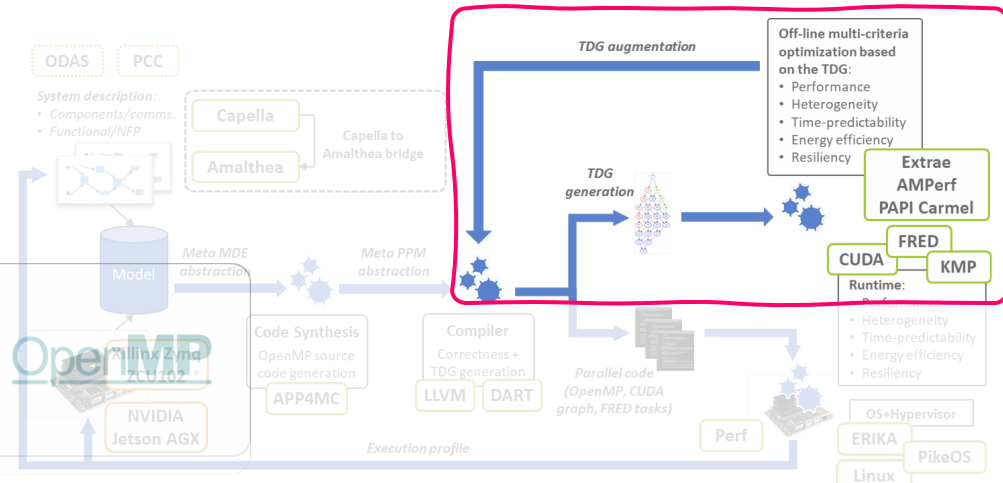 ODAS
PCC
System description:
• Components/comms.
• Functional/NFP
Capella
Amalthea
Capella to
Amalthea bridge
TDG augmentation
Off-line multi-criteria
optimization based
on the TDG:
• Performance
• Heterogeneity
• Time-predictability
• Energy efficiency
• Resiliency
Extrae
AMPerf
PAPI Carmel
TDG
generation
FRED
CUDA
KMP
Model
Meta MDE
abstraction
Meta PPM
abstraction
Runtime:
• Performance
• Heterogeneity
• Time-predictability
• Energy efficiency
• Resiliency
Code Synthesis
OpenMP source
code generation
APP4MC
Compiler
Correctness +
TDG generation
LLVM
DART
Parallel code
(OpenMP, CUDA
graph, FRED tasks)
OpenMP
Xillinx Zynq
ZCU102
NVIDIA
Jetson AGX
Perf
OS+Hypervisor
ERIKA
PikeOS
Linux
Execution profile